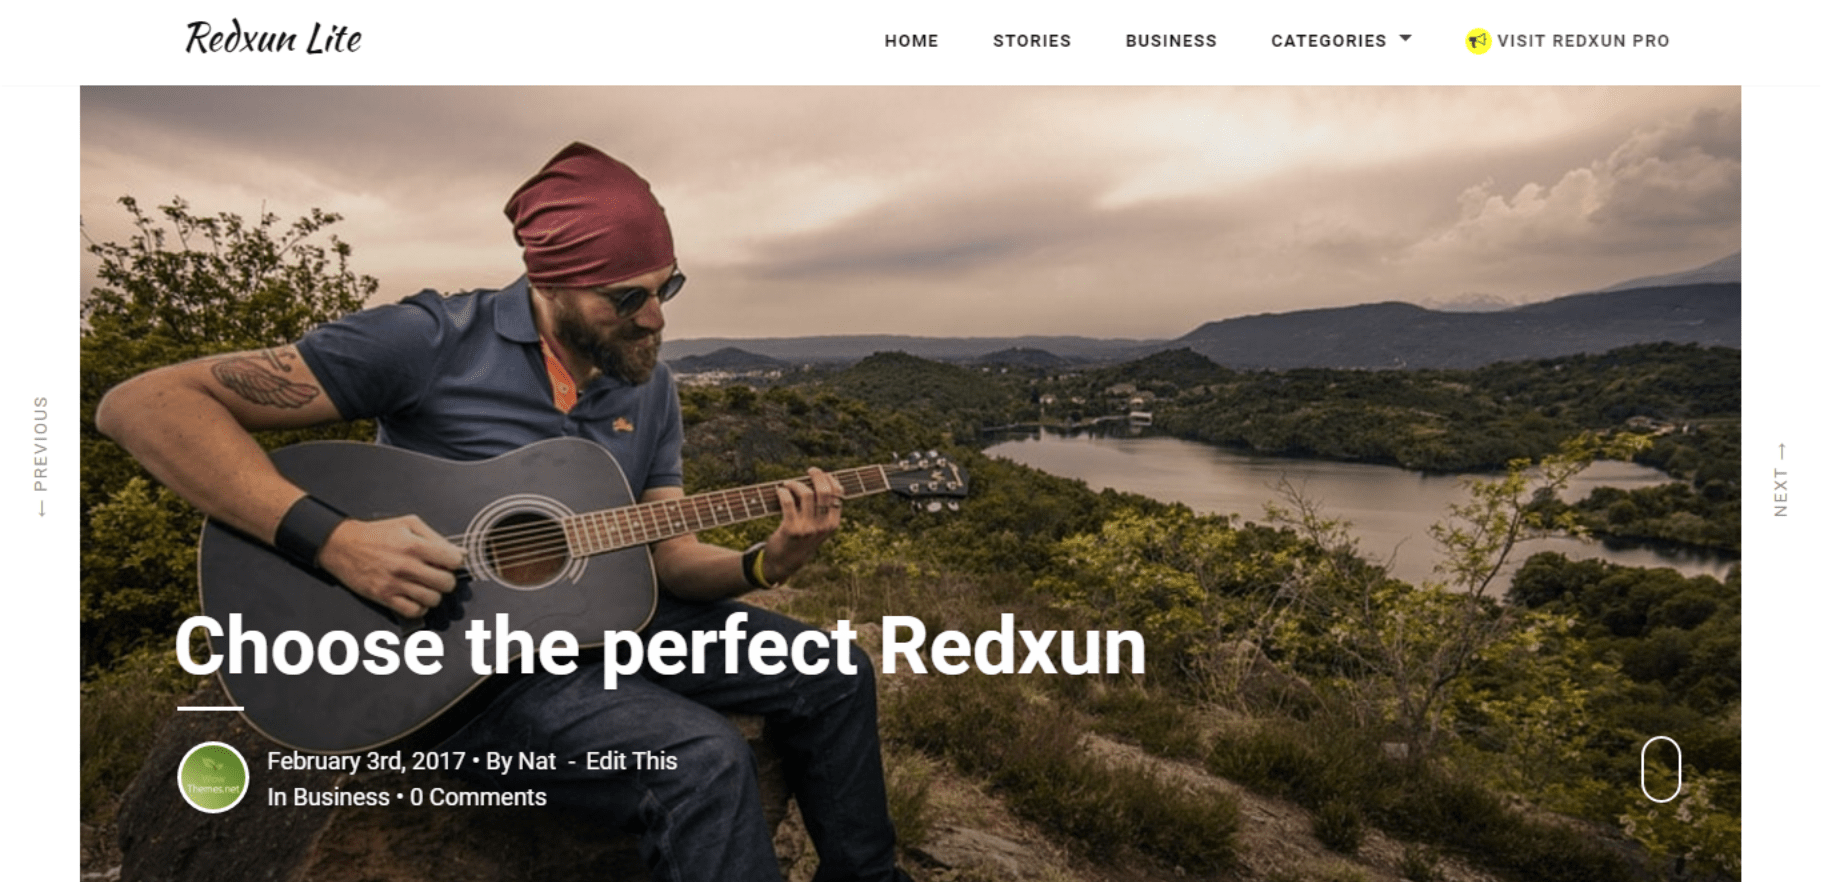 Redxun Lite
HOME STORIES BUSINESS CATEGORIES VISIT REDXUN PRO
← PREVIOUS
NEXT →
Choose the perfect Redxun
Wow
Themes.net
February 3rd, 2017 • By Nat - Edit This
In Business • 0 Comments